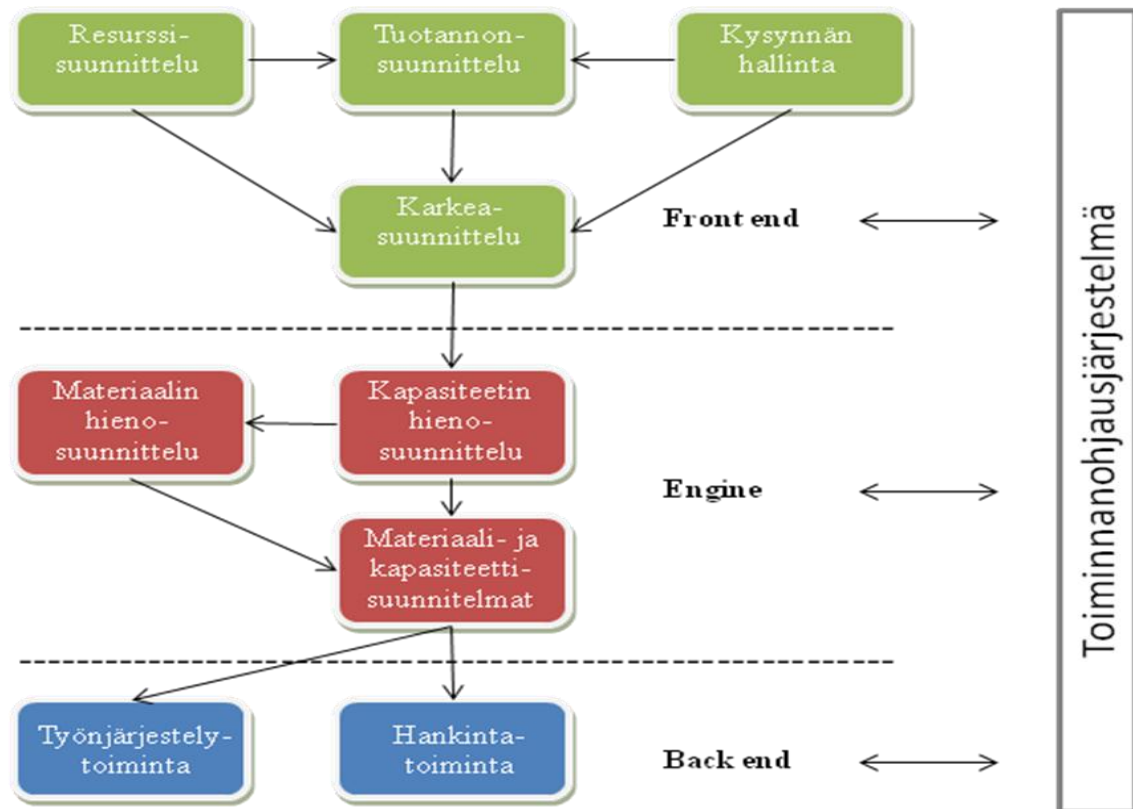 Resurssi-
suunnittelu
Tuotannon-
suunnittelu
Kysynnän
hallinta
Karkea-
suunnittelu
Front end
Materiaalin
hieno-
suunnittelu
Kapasiteetin
hieno-
suunnittelu
Engine
Materiaali- ja
kapasiteetti-
suunnitelmat
Työnjärjestely-
toiminta
Hankinta-
toiminta
Back end
Toiminnanohjausjärjestelmä